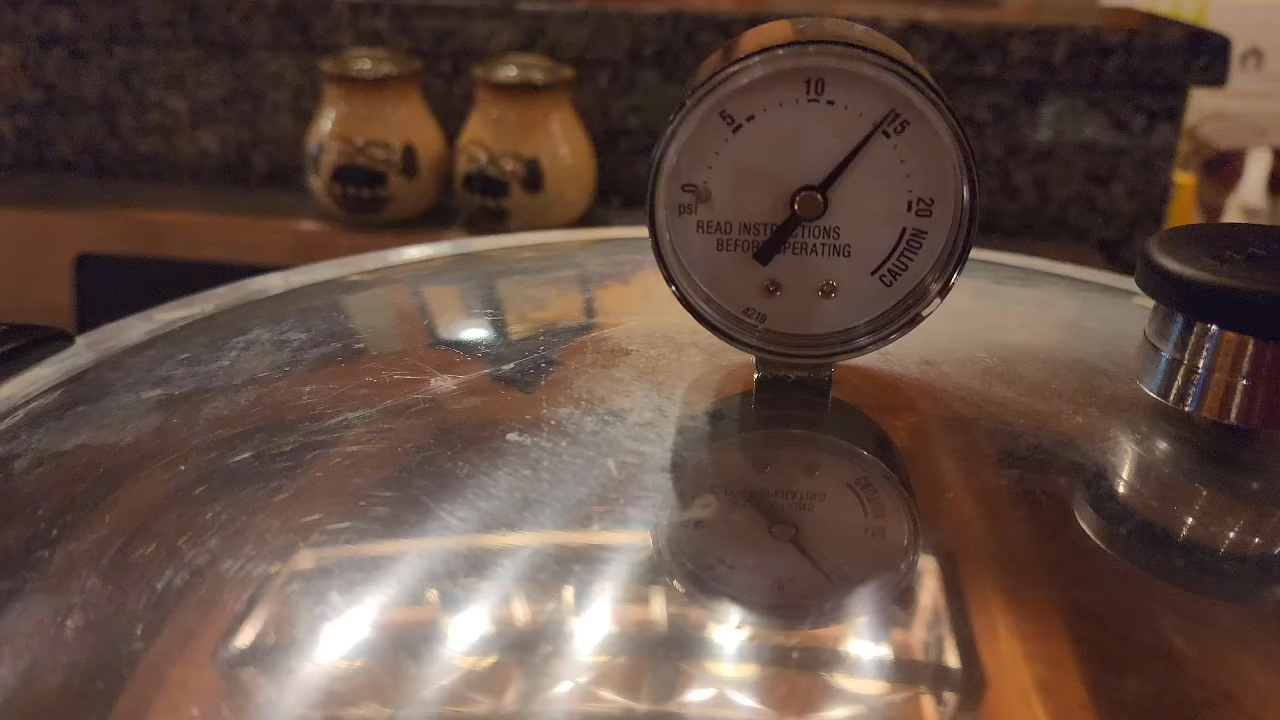 10
5
15
0
psi
20
READ INSTRUCTIONS
BEFORE OPERATING
CAUTION
4219